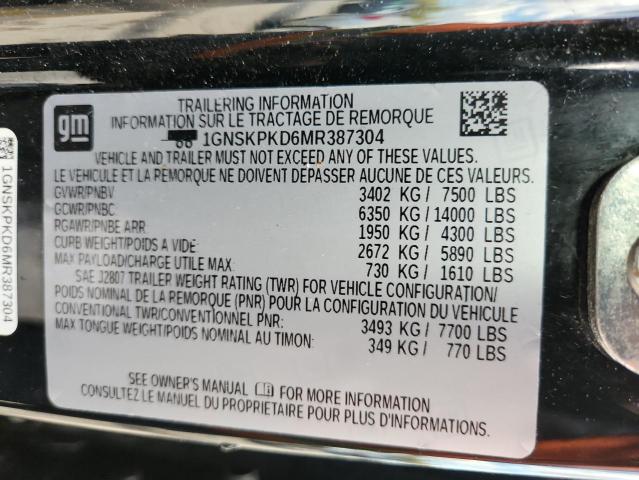 gm
TRAILERING INFORMATION
INFORMATION SUR LE TRACTAGE DE REMORQUE
1GNSKPKD6MR387304
VEHICLE AND TRAILER MUST NOT EXCEED ANY OF THESE VALUES
LE VEHICULE ET LA REMORQUE NE DOIVENT DÉPASSER AUCUNE DE CES VALEURS.
GVWR/PNBV 3402 KG / 7500 LBS
GCWR/PNBC 6350 KG / 14000 LBS
RGAWR/PNBE ARR 1950 KG / 4300 LBS
CURB WEIGHT/POIDS A VIDE: 2672 KG / 5890 LBS
MAX PAYLOAD/CHARGE UTILE MAX: 730 KG / 1610 LBS
SAE J2807 TRAILER WEIGHT RATING (TWR) FOR VEHICLE CONFIGURATION/
POIDS NOMINAL DE LA REMORQUE (PNR) POUR LA CONFIGURATION DU VEHICULE
CONVENTIONAL TWR/CONVENTIONNEL PNR: 3493 KG / 7700 LBS
MAX TONGUE WEIGHT/POIDS NOMINAL AU TIMON: 349 KG / 770 LBS
SEE OWNER'S MANUAL FOR MORE INFORMATION
CONSULTEZ LE MANUEL DU PROPRIETAIRE POUR PLUS D'INFORMATIONS.
1GNSKPKD6MR387304